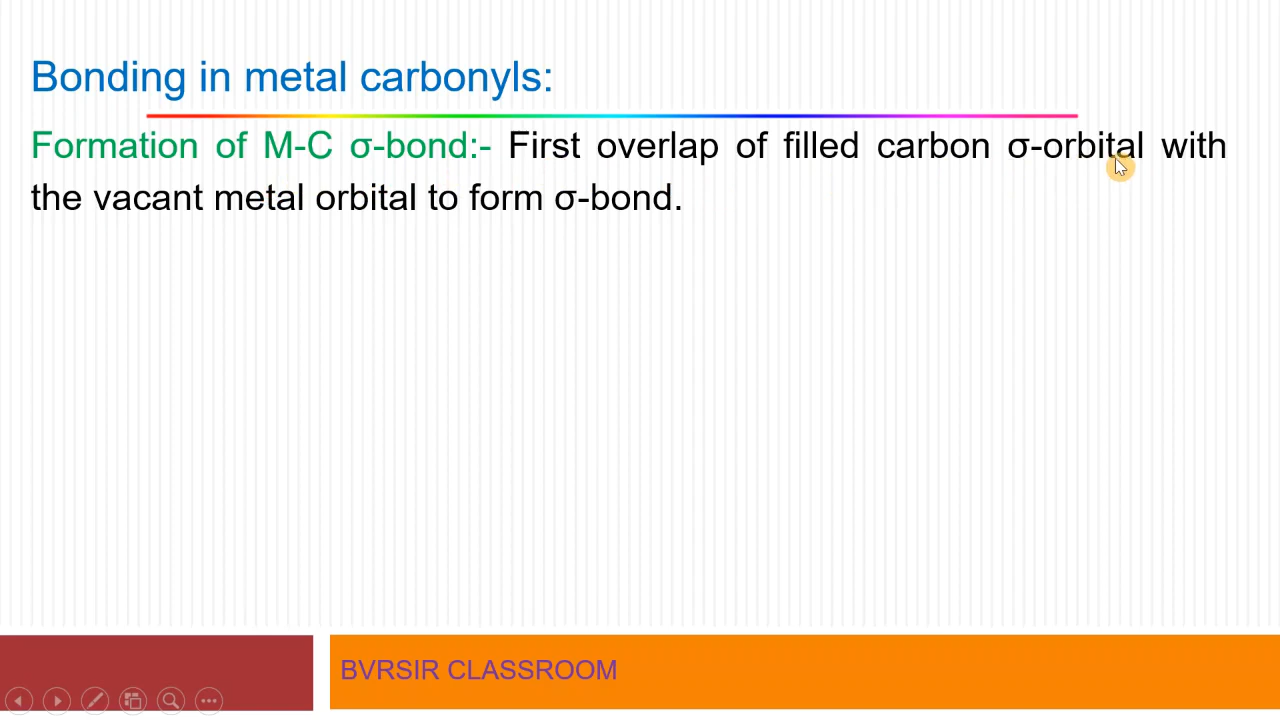 Bonding in metal carbonyls:
Formation of M-C σ-bond:- First overlap of filled carbon σ-orbital with
the vacant metal orbital to form σ-bond.
BVRSIR CLASSROOM